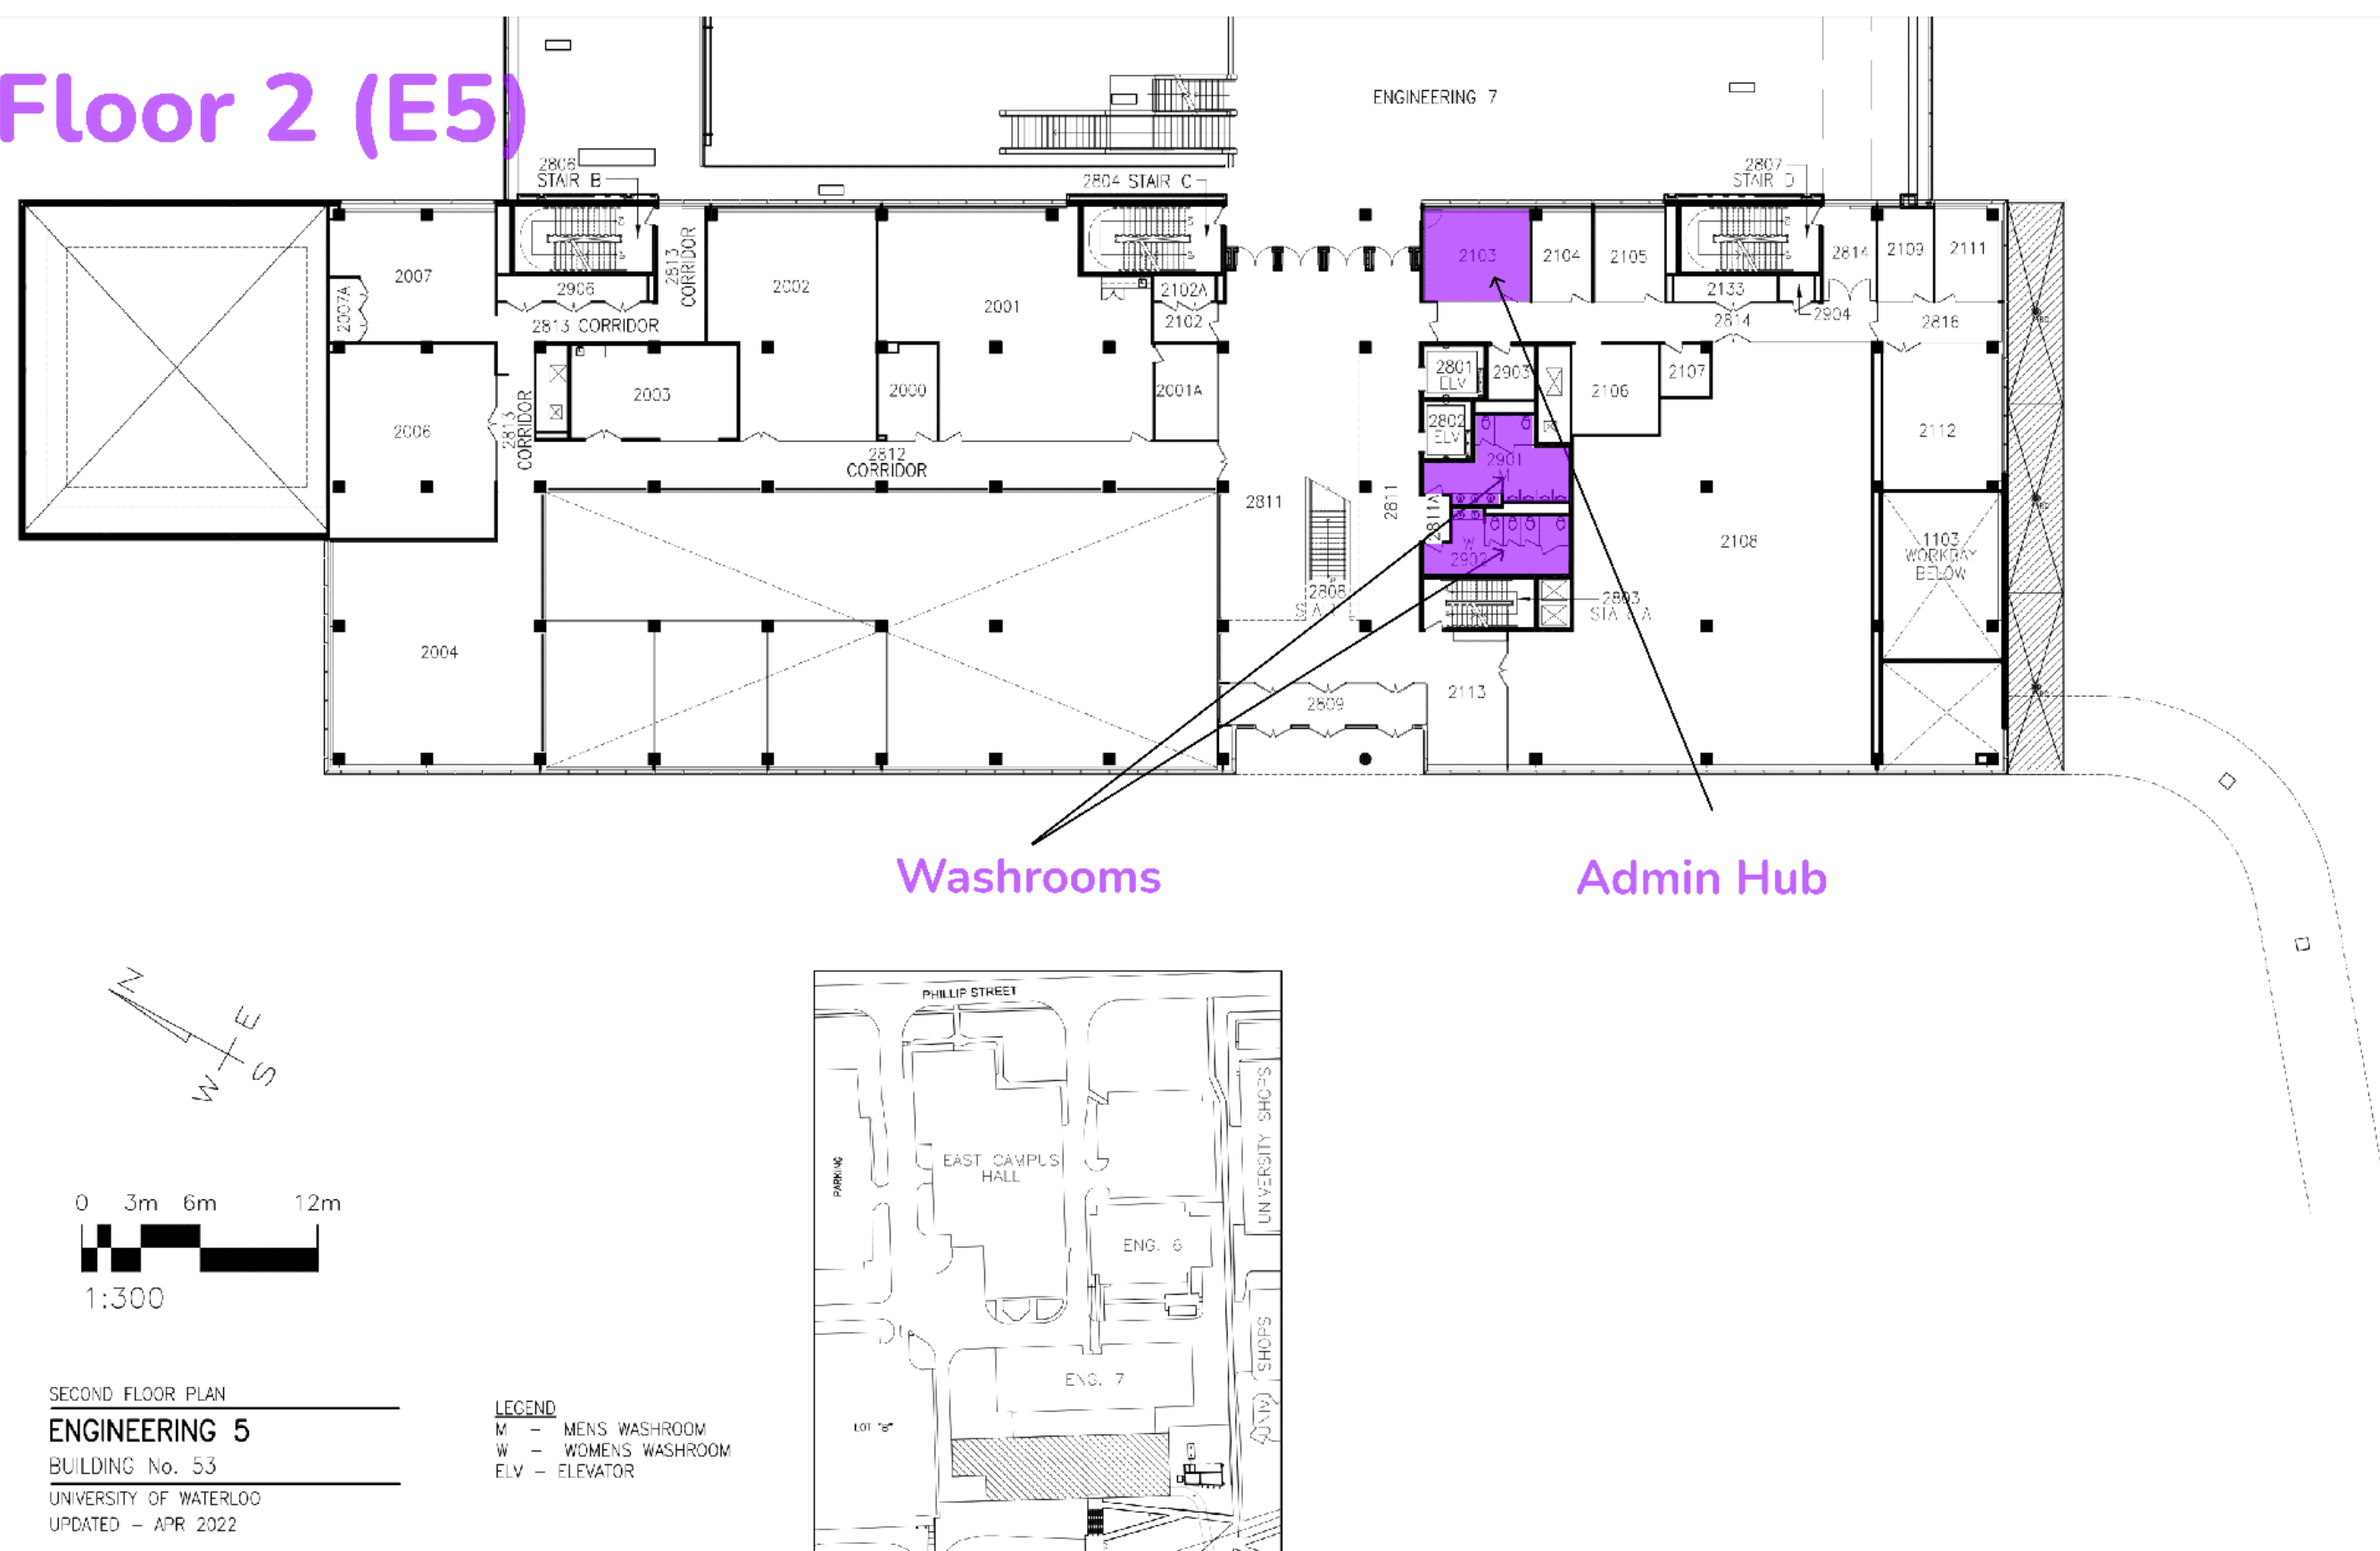 Floor 2 (E5)
ENGINEERING 7
2806
STAIR B
2804 STAIR C
2807
STAIR D
2007
2007A
2906
2813
CORRIDOR
2813 CORRIDOR
2002
2001
2102A
2102
2103
2104
2105
2133
2814
2109
2111
2904
2814
2816
2006
2813
CORRIDOR
2003
2000
2001A
2801
ELV
2903
2802
ELV
2106
2107
2112
2812
CORRIDOR
2901
M
2811
2811
2811A
W
2902
2108
1103
WORKBAY
BELOW
2808
2803
2004
2113
2809
Washrooms
Admin Hub
N
E
W
S
0 3m 6m 12m
1:300
PHILLIP STREET
PARKING
EAST CAMPUS
HALL
UNIVERSITY SHOPS
ENG. 6
SHOPS
ENG. 7
UNIV
LOT "B"
SECOND FLOOR PLAN
ENGINEERING 5
BUILDING No. 53
UNIVERSITY OF WATERLOO
UPDATED – APR 2022
LEGEND
M – MENS WASHROOM
W – WOMENS WASHROOM
ELV – ELEVATOR